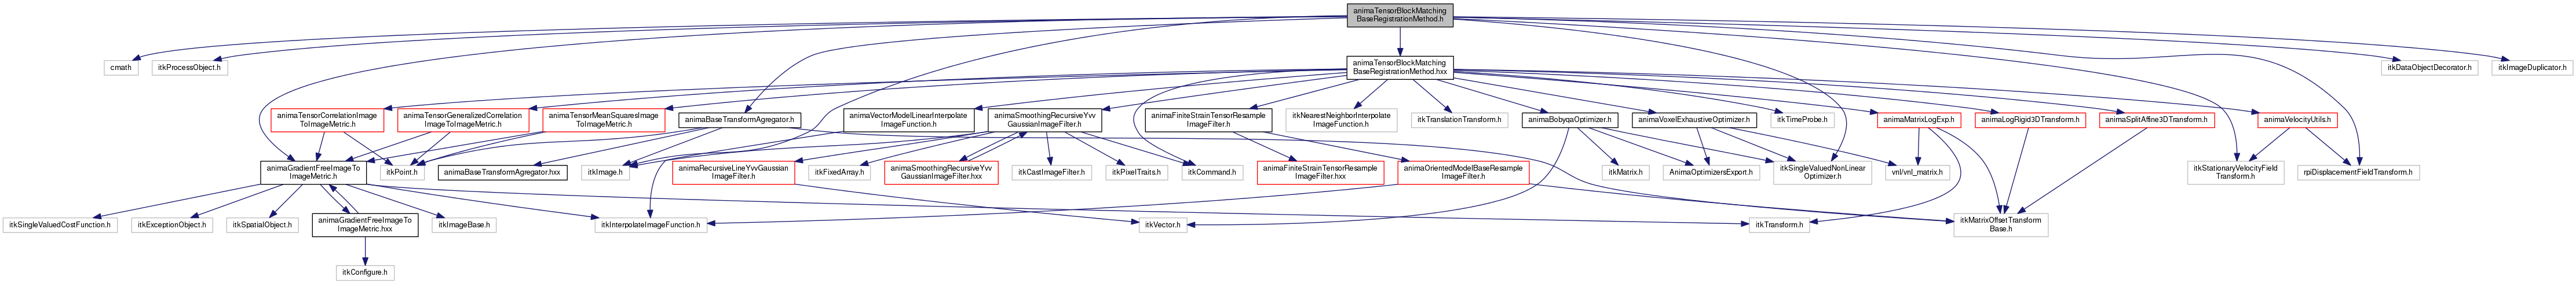 animaTensorBlockMatching
BaseRegistrationMethod.h
cmath
itkProcessObject.h
animaTensorBlockMatching
BaseRegistrationMethod.hxx
itkDataObjectDecorator.h
itkImageDuplicator.h
animaTensorCorrelationImage
ToImageMetric.h
animaTensorGeneralizedCorrelation
ImageToImageMetric.h
animaTensorMeanSquaresImage
ToImageMetric.h
animaBaseTransformAgregator.h
animaVectorModelLinearInterpolate
ImageFunction.h
animaSmoothingRecursiveYvv
GaussianImageFilter.h
animaFiniteStrainTensorResample
ImageFilter.h
itkNearestNeighborInterpolate
ImageFunction.h
itkTranslationTransform.h
animaBobyqaOptimizer.h
animaVoxelExhaustiveOptimizer.h
itkTimeProbe.h
animaMatrixLogExp.h
animaLogRigid3DTransform.h
animaSplitAffine3DTransform.h
animaVelocityUtils.h
animaGradientFreeImageTo
ImageMetric.h
itkPoint.h
animaBaseTransformAgregator.hxx
itkImage.h
animaRecursiveLineYvvGaussian
ImageFilter.h
itkFixedArray.h
animaSmoothingRecursiveYvv
GaussianImageFilter.hxx
itkCastImageFilter.h
itkPixelTraits.h
itkCommand.h
animaFiniteStrainTensorResample
ImageFilter.hxx
animaOrientedModelBaseResample
ImageFilter.h
itkMatrix.h
AnimaOptimizersExport.h
itkSingleValuedNonLinear
Optimizer.h
vnl/vnl_matrix.h
itkStationaryVelocityField
Transform.h
rpiDisplacementFieldTransform.h
itkSingleValuedCostFunction.h
itkExceptionObject.h
itkSpatialObject.h
animaGradientFreeImageTo
ImageMetric.hxx
itkImageBase.h
itkInterpolateImageFunction.h
itkVector.h
itkTransform.h
itkMatrixOffsetTransform
Base.h
itkConfigure.h